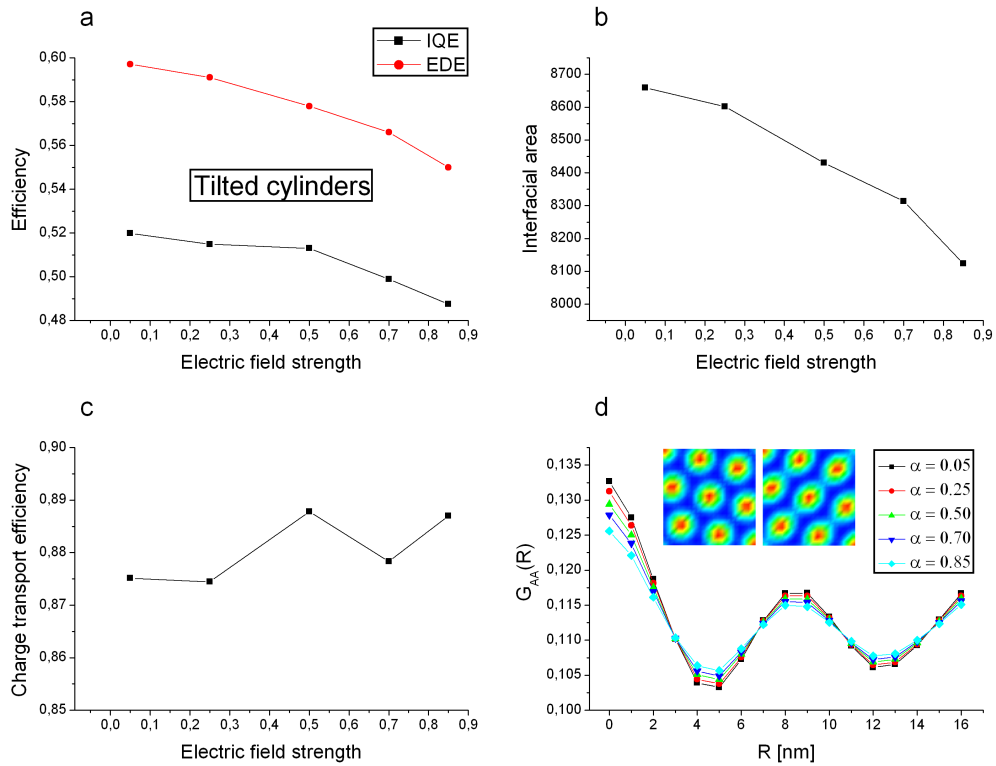 a
IQE
EDE
0,60
0,58
0,56
0,54
0,52
0,50
0,48
Efficiency
Tilted cylinders
0,0 0,1 0,2 0,3 0,4 0,5 0,6 0,7 0,8 0,9
Electric field strength
b
8700
8600
8500
8400
8300
8200
8100
8000
Interfacial area
0,0 0,1 0,2 0,3 0,4 0,5 0,6 0,7 0,8 0,9
Electric field strength
c
0,90
0,89
0,88
0,87
0,86
0,85
Charge transport efficiency
0,0 0,1 0,2 0,3 0,4 0,5 0,6 0,7 0,8 0,9
Electric field strength
d
0,135
0,130
0,125
0,120
0,115
0,110
0,105
0,100
G_AA(R)
α = 0.05
α = 0.25
α = 0.50
α = 0.70
α = 0.85
0 2 4 6 8 10 12 14 16
R [nm]